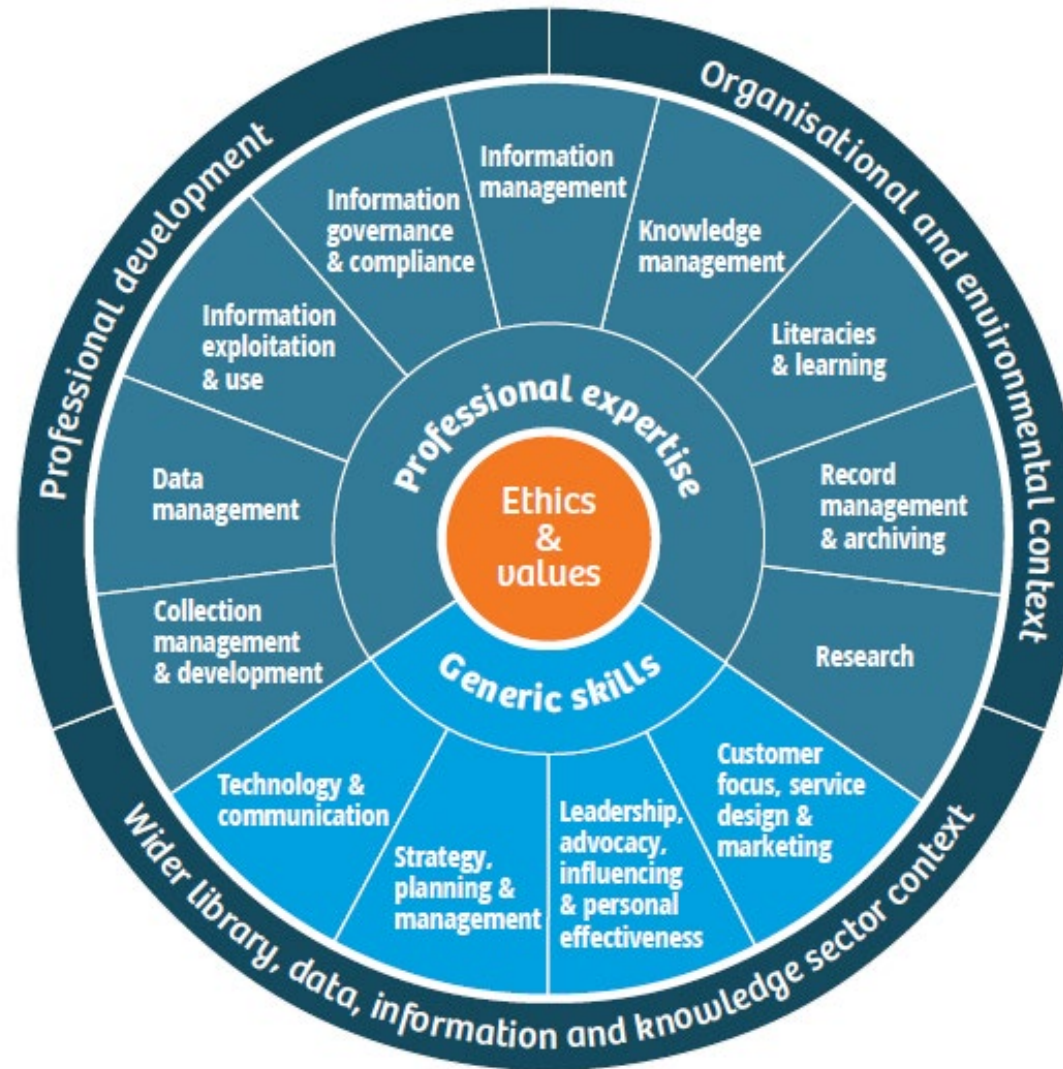 Professional development
Organisational and environmental context
Wider library, data, information and knowledge sector context
Information
management
Knowledge
management
Literacies
& learning
Record
management
& archiving
Research
Customer
focus, service
design &
marketing
Leadership,
advocacy,
influencing
& personal
effectiveness
Strategy,
planning &
management
Technology &
communication
Collection
management
& development
Data
management
Information
exploitation
& use
Information
governance
& compliance
Professional expertise
Generic skills
Ethics
&
values